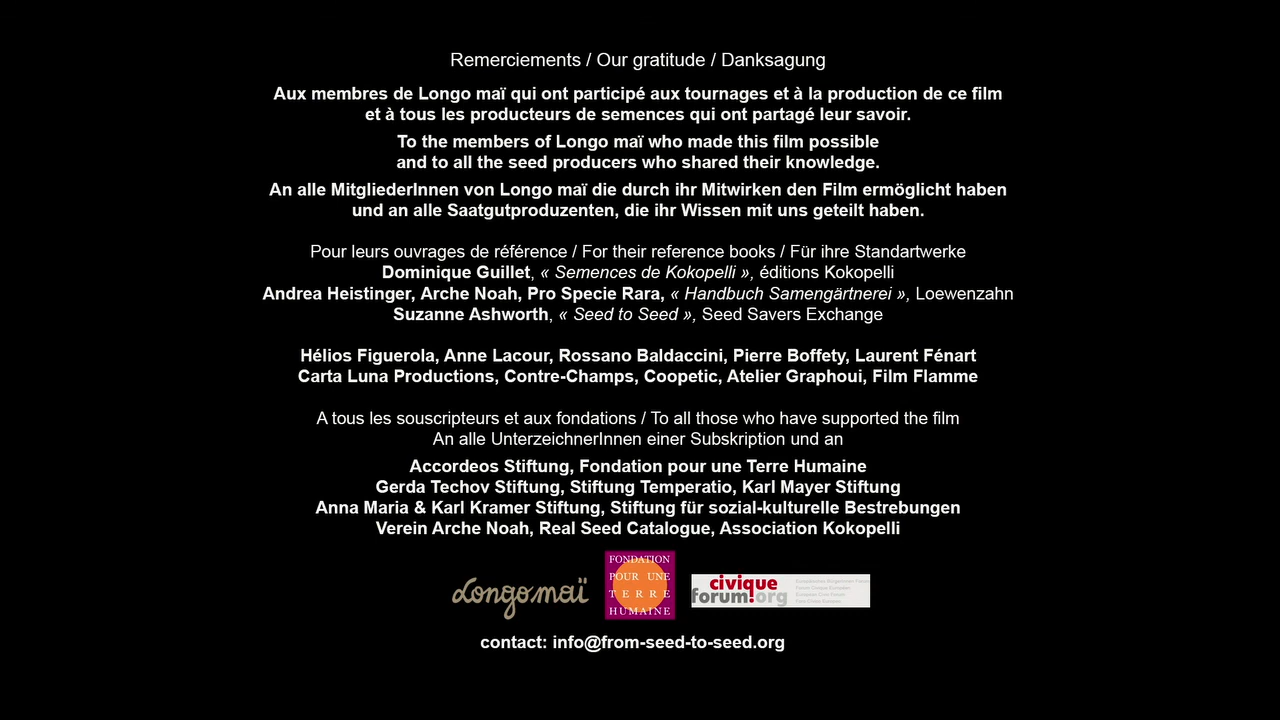 Remerciements / Our gratitude / Danksagung
Aux membres de Longo maï qui ont participé aux tournages et à la production de ce film
et à tous les producteurs de semences qui ont partagé leur savoir.
To the members of Longo maï who made this film possible
and to all the seed producers who shared their knowledge.
An alle MitgliederInnen von Longo maï die durch ihr Mitwirken den Film ermöglicht haben
und an alle Saatgutproduzenten, die ihr Wissen mit uns geteilt haben.
Pour leurs ouvrages de référence / For their reference books / Für ihre Standartwerke
Dominique Guillet, « Semences de Kokopelli », éditions Kokopelli
Andrea Heistinger, Arche Noah, Pro Specie Rara, « Handbuch Samengärtnerei », Loewenzahn
Suzanne Ashworth, « Seed to Seed », Seed Savers Exchange
Hélios Figuerola, Anne Lacour, Rossano Baldaccini, Pierre Boffety, Laurent Fénart
Carta Luna Productions, Contre-Champs, Coopetic, Atelier Graphoui, Film Flamme
A tous les souscripteurs et aux fondations / To all those who have supported the film
An alle UnterzeichnerInnen einer Subskription und an
Accordeos Stiftung, Fondation pour une Terre Humaine
Gerda Techov Stiftung, Stiftung Temperatio, Karl Mayer Stiftung
Anna Maria & Karl Kramer Stiftung, Stiftung für sozial-kulturelle Bestrebungen
Verein Arche Noah, Real Seed Catalogue, Association Kokopelli
Longo maï
FONDATION
POUR UNE
TERRE
HUMAINE
civique
forum!org
contact: info@from-seed-to-seed.org